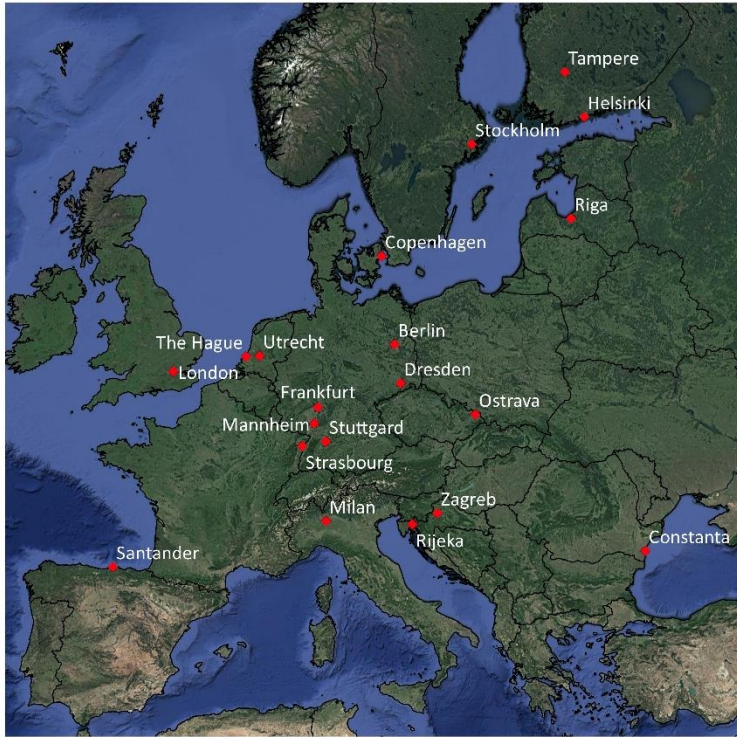 Tampere
Helsinki
Stockholm
Riga
Copenhagen
Berlin
The Hague
Utrecht
London
Dresden
Frankfurt
Ostrava
Mannheim
Stuttgard
Strasbourg
Zagreb
Milan
Rijeka
Constanta
Santander